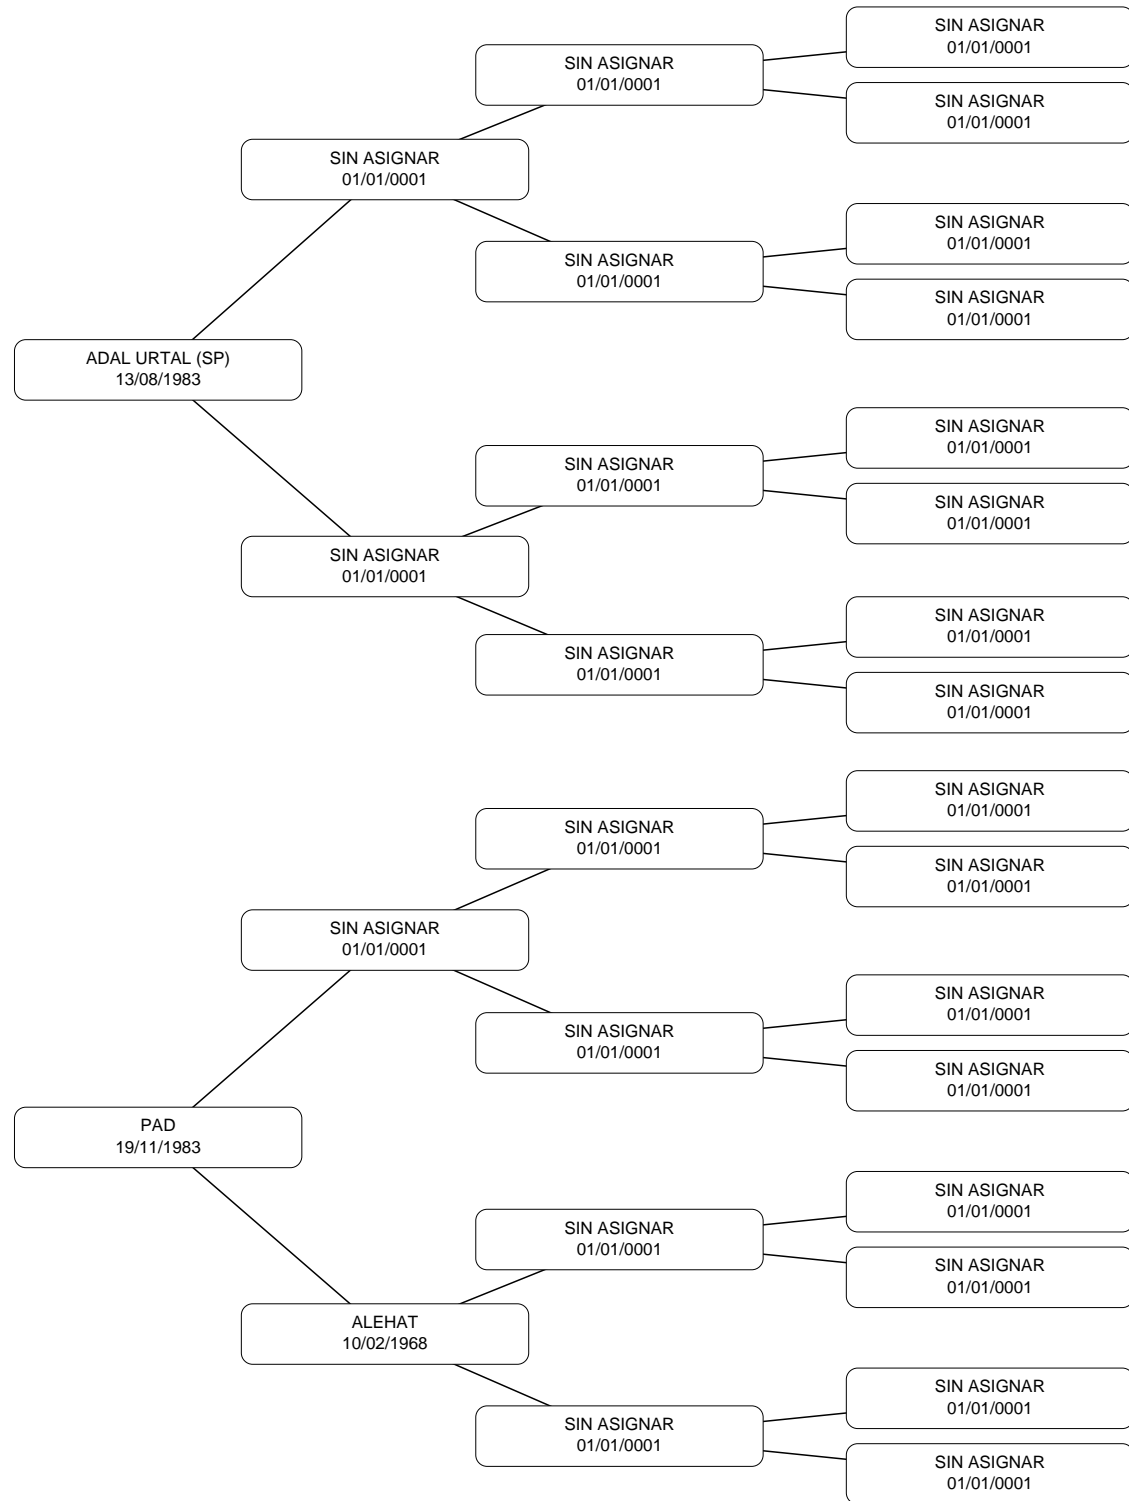 SIN ASIGNAR
01/01/0001
SIN ASIGNAR
01/01/0001
SIN ASIGNAR
01/01/0001
SIN ASIGNAR
01/01/0001
SIN ASIGNAR
01/01/0001
SIN ASIGNAR
01/01/0001
SIN ASIGNAR
01/01/0001
ADAL URTAL (SP)
13/08/1983
SIN ASIGNAR
01/01/0001
SIN ASIGNAR
01/01/0001
SIN ASIGNAR
01/01/0001
SIN ASIGNAR
01/01/0001
SIN ASIGNAR
01/01/0001
SIN ASIGNAR
01/01/0001
SIN ASIGNAR
01/01/0001
SIN ASIGNAR
01/01/0001
SIN ASIGNAR
01/01/0001
SIN ASIGNAR
01/01/0001
SIN ASIGNAR
01/01/0001
SIN ASIGNAR
01/01/0001
SIN ASIGNAR
01/01/0001
SIN ASIGNAR
01/01/0001
PAD
19/11/1983
SIN ASIGNAR
01/01/0001
SIN ASIGNAR
01/01/0001
SIN ASIGNAR
01/01/0001
ALEHAT
10/02/1968
SIN ASIGNAR
01/01/0001
SIN ASIGNAR
01/01/0001
SIN ASIGNAR
01/01/0001